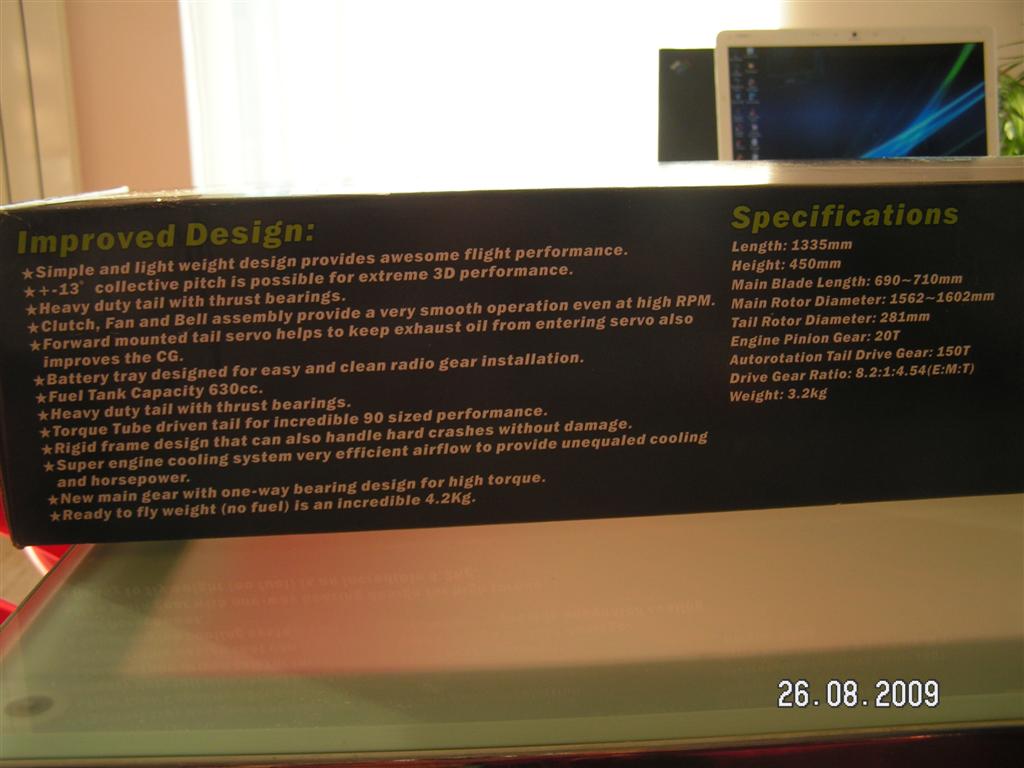 Improved Design:
★Simple and light weight design provides awesome flight performance.
★+-13° collective pitch is possible for extreme 3D performance.
★Heavy duty tail with thrust bearings.
★Clutch, Fan and Bell assembly provide a very smooth operation even at high RPM.
★Forward mounted tail servo helps to keep exhaust oil from entering servo also
improves the CG.
★Battery tray designed for easy and clean radio gear installation.
★Fuel Tank Capacity 630cc.
★Heavy duty tail with thrust bearings.
★Torque Tube driven tail for incredible 90 sized performance.
★Rigid frame design that can also handle hard crashes without damage.
★Super engine cooling system very efficient airflow to provide unequaled cooling
and horsepower.
★New main gear with one-way bearing design for high torque.
★Ready to fly weight (no fuel) is an incredible 4.2Kg.
Specifications
Length: 1335mm
Height: 450mm
Main Blade Length: 690~710mm
Main Rotor Diameter: 1562~1602mm
Tail Rotor Diameter: 281mm
Engine Pinion Gear: 20T
Autorotation Tail Drive Gear: 150T
Drive Gear Ratio: 8.2:1:4.54(E:M:T)
Weight: 3.2kg
26.08.2009